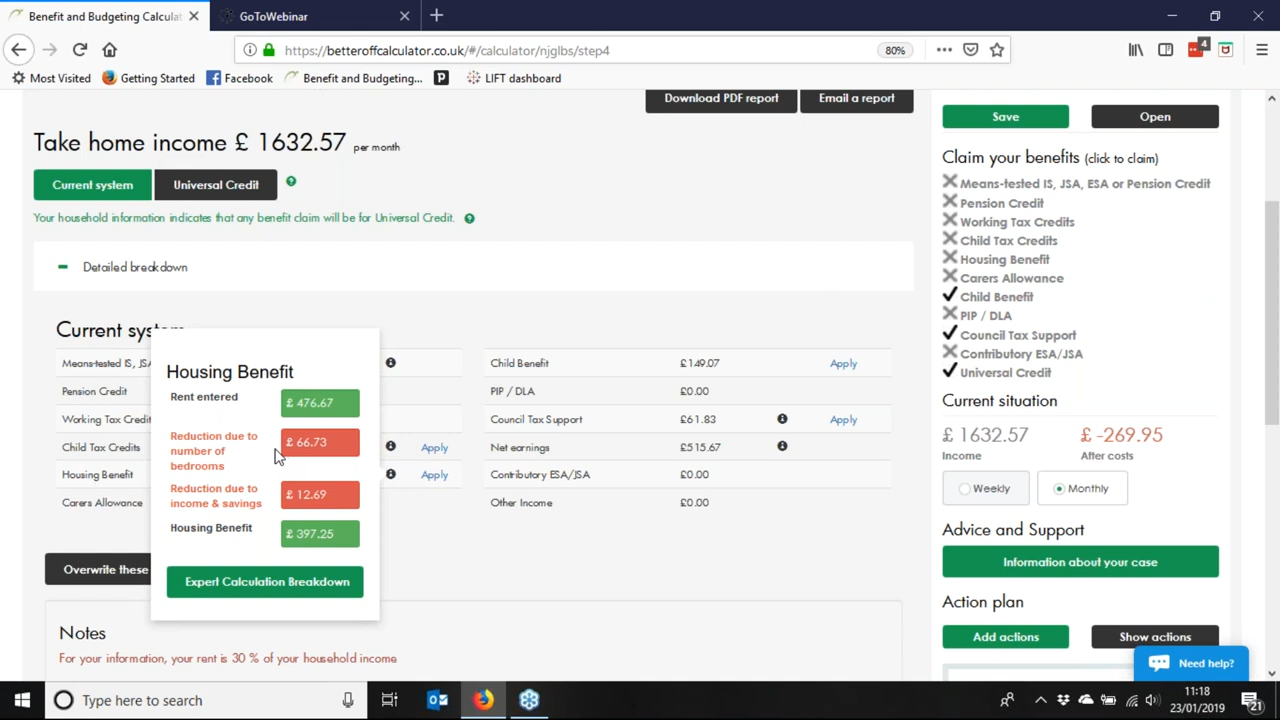 Benefit and Budgeting Calcula
GoToWebinar
https://betteroffcalculator.co.uk/#/calculator/njglbs/step4
80%
4
Most Visited
Getting Started
Facebook
Benefit and Budgeting...
LIFT dashboard
Download PDF report
Email a report
Take home income £ 1632.57 per month
Current system
Universal Credit
Your household information indicates that any benefit claim will be for Universal Credit.
Detailed breakdown
Current system
Means-tested IS, JSA
Pension Credit
Working Tax Credit
Child Tax Credits
Apply
Housing Benefit
Apply
Carers Allowance
Child Benefit £149.07 Apply
PIP / DLA £0.00
Council Tax Support £61.83 Apply
Net earnings £515.67
Contributory ESA/JSA £0.00
Other Income £0.00
Housing Benefit
Rent entered £ 476.67
Reduction due to
number of
bedrooms
£ 66.73
Reduction due to
income & savings
£ 12.69
Housing Benefit £ 397.25
Expert Calculation Breakdown
Overwrite these
Notes
For your information, your rent is 30 % of your household income
Save
Open
Claim your benefits (click to claim)
Means-tested IS, JSA, ESA or Pension Credit
Pension Credit
Working Tax Credits
Child Tax Credits
Housing Benefit
Carers Allowance
Child Benefit
PIP / DLA
Council Tax Support
Contributory ESA/JSA
Universal Credit
Current situation
£ 1632.57 £ -269.95
Income After costs
Weekly Monthly
Advice and Support
Information about your case
Action plan
Add actions
Show actions
Need help?
Type here to search
11:18
23/01/2019
21